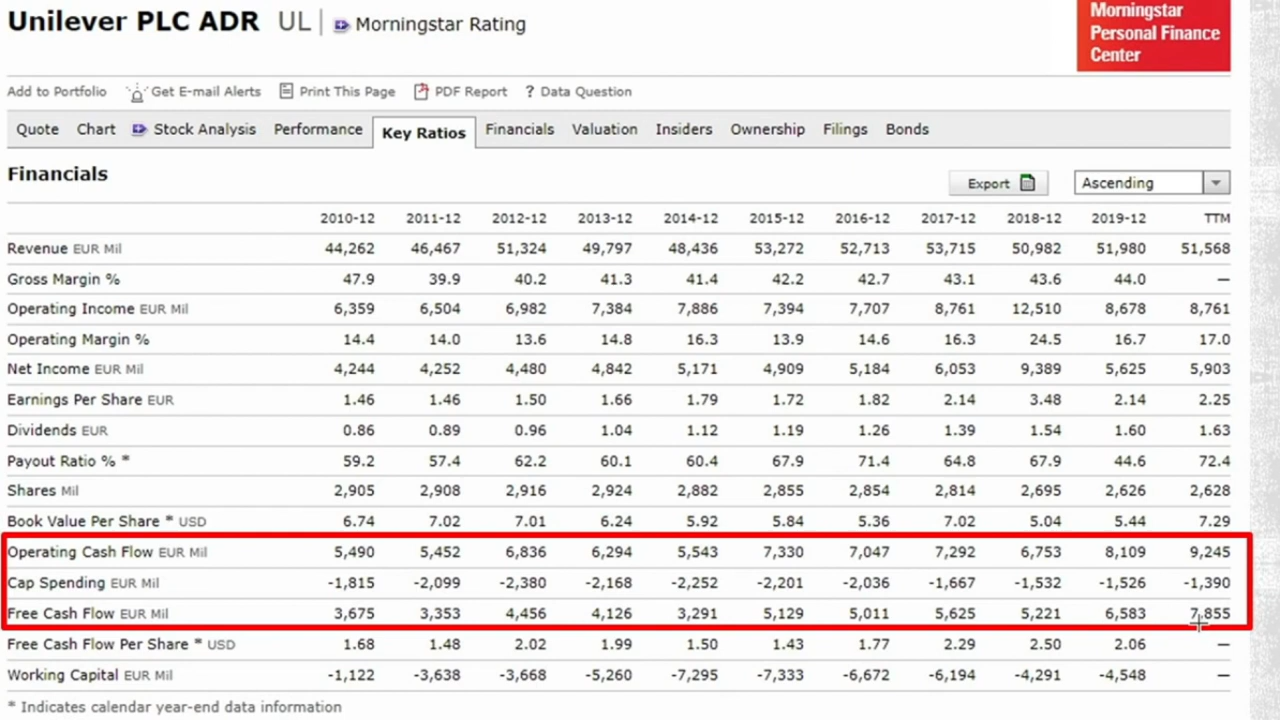 Unilever PLC ADR UL | Morningstar Rating
Morningstar
Personal Finance
Center
Add to Portfolio Get E-mail Alerts Print This Page PDF Report ? Data Question
Quote Chart Stock Analysis Performance Key Ratios Financials Valuation Insiders Ownership Filings Bonds
Financials
Export Ascending
2010-12 2011-12 2012-12 2013-12 2014-12 2015-12 2016-12 2017-12 2018-12 2019-12 TTM
Revenue EUR Mil 44,262 46,467 51,324 49,797 48,436 53,272 52,713 53,715 50,982 51,980 51,568
Gross Margin % 47.9 39.9 40.2 41.3 41.4 42.2 42.7 43.1 43.6 44.0 —
Operating Income EUR Mil 6,359 6,504 6,982 7,384 7,886 7,394 7,707 8,761 12,510 8,678 8,761
Operating Margin % 14.4 14.0 13.6 14.8 16.3 13.9 14.6 16.3 24.5 16.7 17.0
Net Income EUR Mil 4,244 4,252 4,480 4,842 5,171 4,909 5,184 6,053 9,389 5,625 5,903
Earnings Per Share EUR 1.46 1.46 1.50 1.66 1.79 1.72 1.82 2.14 3.48 2.14 2.25
Dividends EUR 0.86 0.89 0.96 1.04 1.12 1.19 1.26 1.39 1.54 1.60 1.63
Payout Ratio % * 59.2 57.4 62.2 60.1 60.4 67.9 71.4 64.8 67.9 44.6 72.4
Shares Mil 2,905 2,908 2,916 2,924 2,882 2,855 2,854 2,814 2,695 2,626 2,628
Book Value Per Share * USD 6.74 7.02 7.01 6.24 5.92 5.84 5.36 7.02 5.04 5.44 7.29
Operating Cash Flow EUR Mil 5,490 5,452 6,836 6,294 5,543 7,330 7,047 7,292 6,753 8,109 9,245
Cap Spending EUR Mil -1,815 -2,099 -2,380 -2,168 -2,252 -2,201 -2,036 -1,667 -1,532 -1,526 -1,390
Free Cash Flow EUR Mil 3,675 3,353 4,456 4,126 3,291 5,129 5,011 5,625 5,221 6,583 7,855
Free Cash Flow Per Share * USD 1.68 1.48 2.02 1.99 1.50 1.43 1.77 2.29 2.50 2.06 —
Working Capital EUR Mil -1,122 -3,638 -3,668 -5,260 -7,295 -7,333 -6,672 -6,194 -4,291 -4,548 —
* Indicates calendar year-end data information